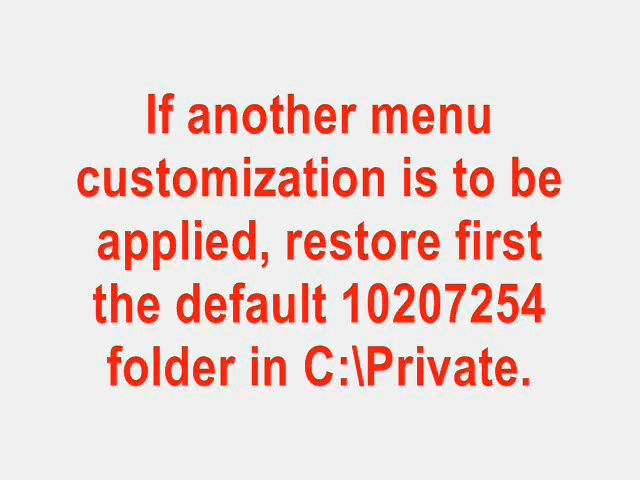 If another menu
customization is to be
applied, restore first
the default 10207254
folder in C:\Private.